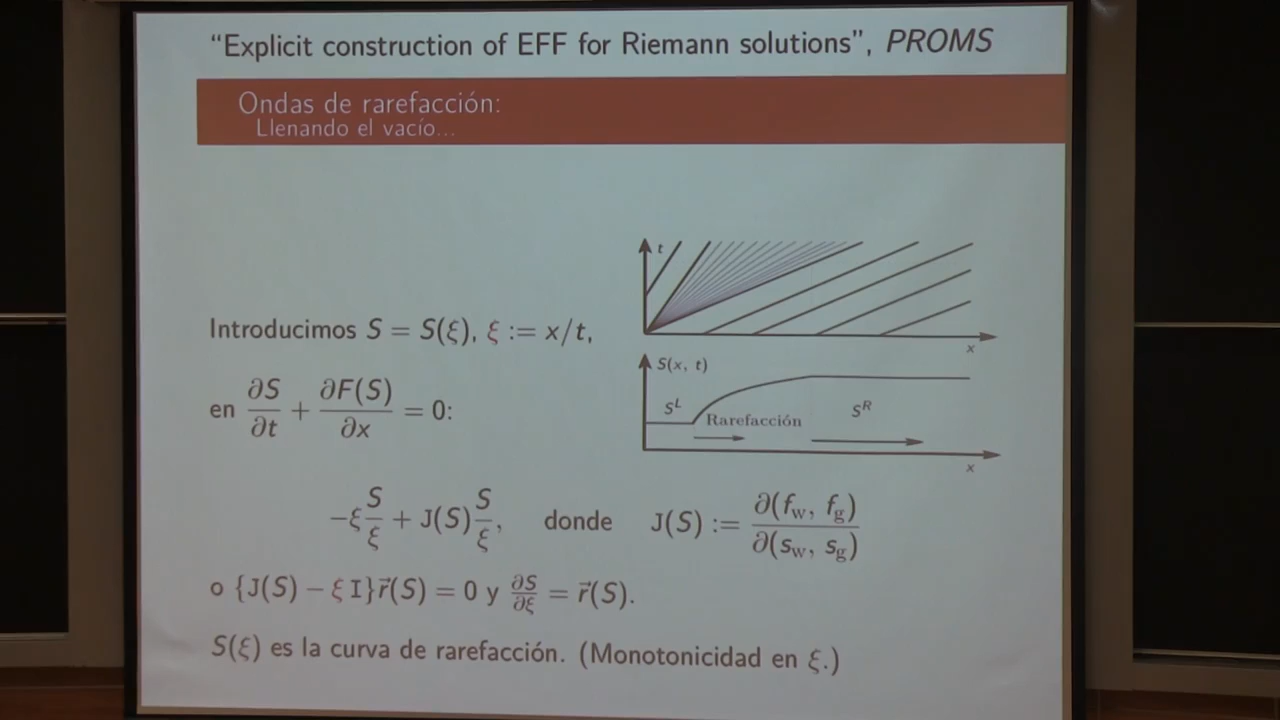 “Explicit construction of EFF for Riemann solutions”, PROMS
Ondas de rarefacción:
Llenando el vacío...
t
x
S(x, t)
S^L
Rarefacción
S^R
x
Introducimos S = S(ξ), ξ := x/t,
en ∂S/∂t + ∂F(S)/∂x = 0:
−ξ S/ξ + J(S) S/ξ, donde J(S) := ∂(f_w, f_g)/∂(s_w, s_g)
o {J(S) − ξ I}r⃗(S) = 0 y ∂S/∂ξ = r⃗(S).
S(ξ) es la curva de rarefacción. (Monotonicidad en ξ.)